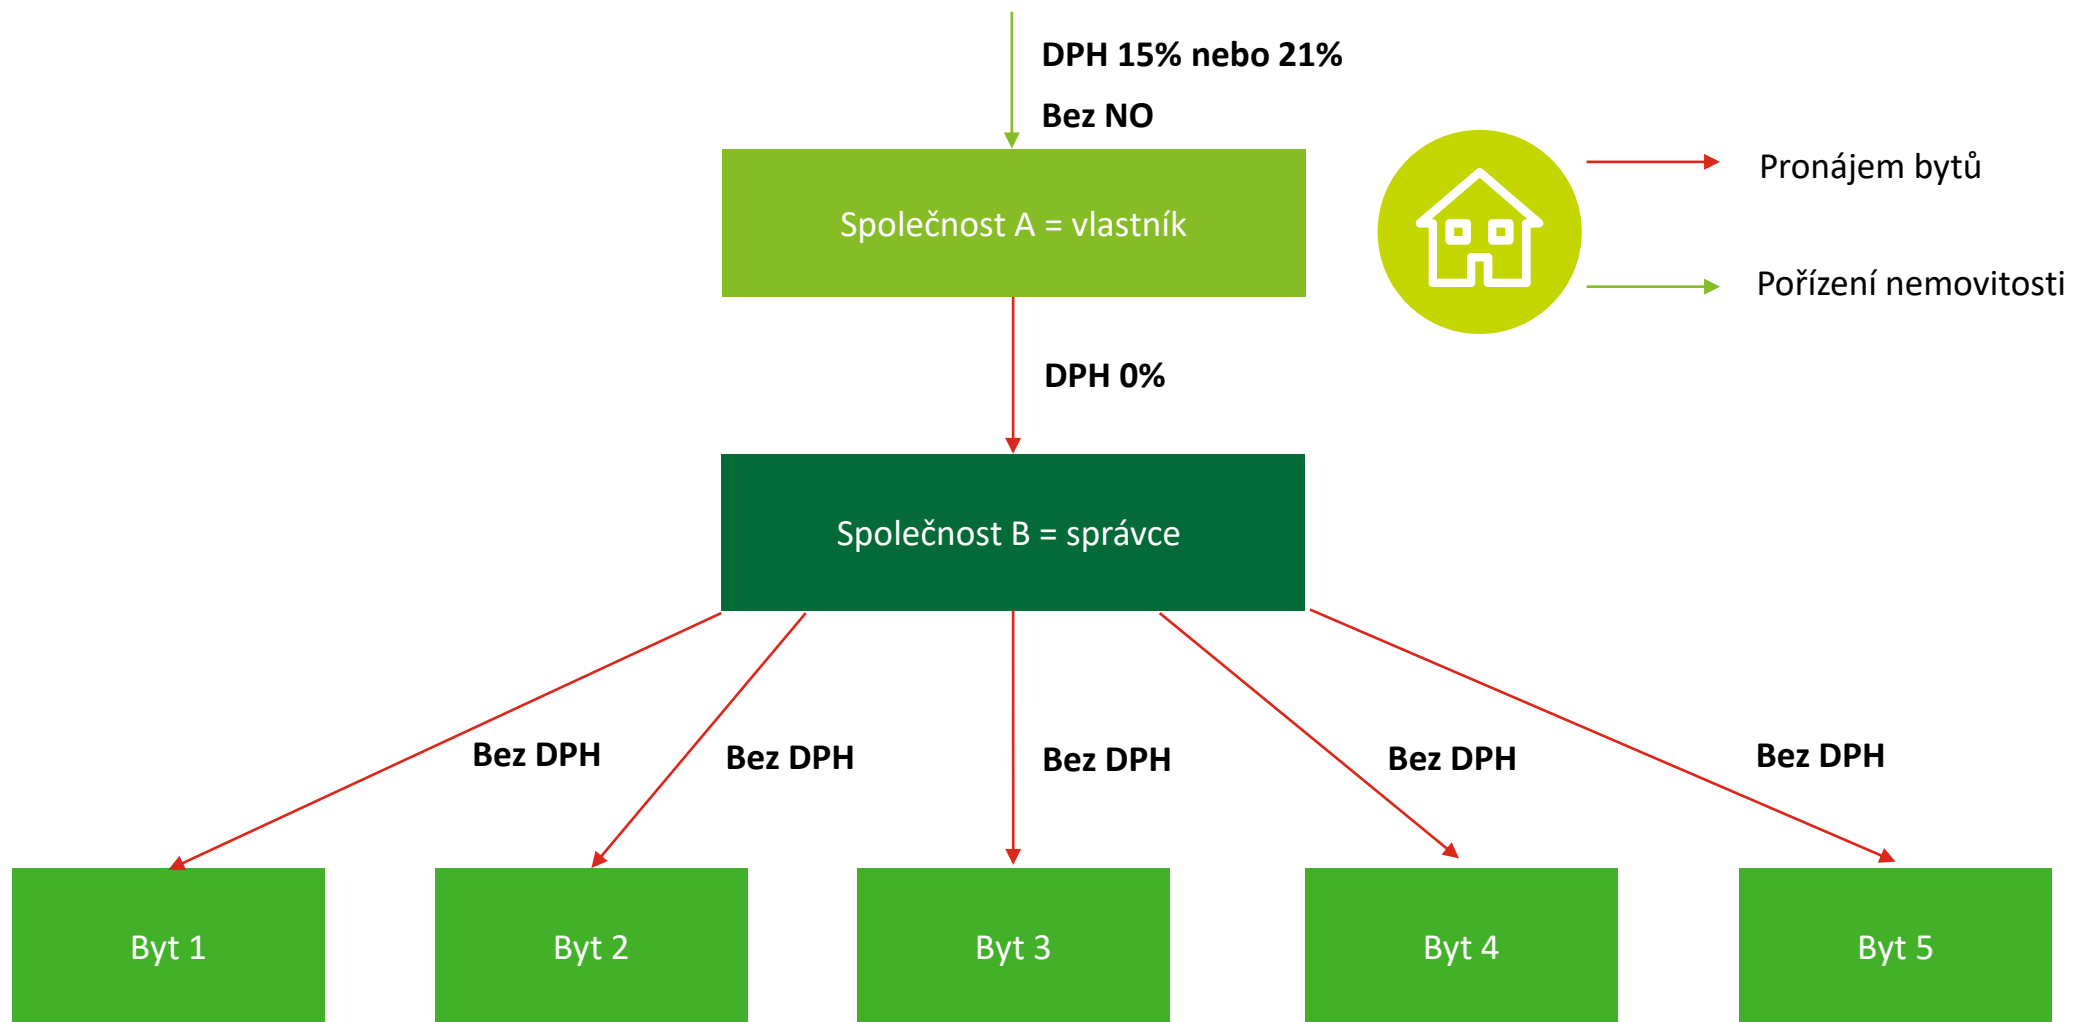 DPH 15% nebo 21%
Bez NO
Společnost A = vlastník
Pronájem bytů
Pořízení nemovitosti
DPH 0%
Společnost B = správce
Bez DPH
Bez DPH
Bez DPH
Bez DPH
Bez DPH
Byt 1
Byt 2
Byt 3
Byt 4
Byt 5